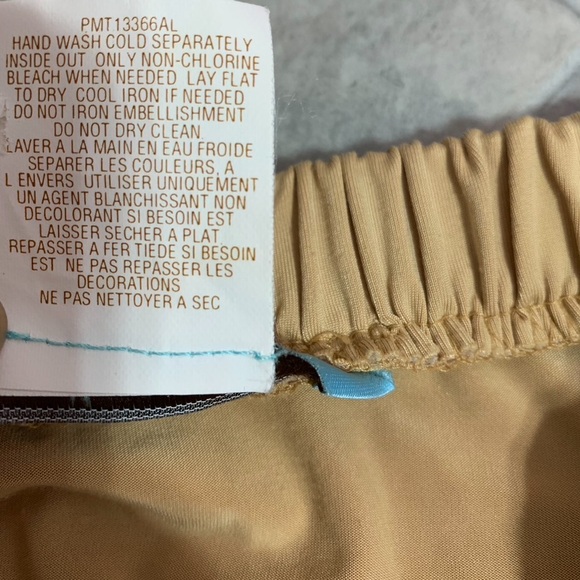 PMT13366AL
HAND WASH COLD SEPARATELY
INSIDE OUT ONLY NON-CHLORINE
BLEACH WHEN NEEDED LAY FLAT
TO DRY COOL IRON IF NEEDED
DO NOT IRON EMBELLISHMENT
DO NOT DRY CLEAN.
LAVER A LA MAIN EN EAU FROIDE
SEPARER LES COULEURS, A
L ENVERS UTILISER UNIQUEMENT
UN AGENT BLANCHISSANT NON
DECOLORANT SI BESOIN EST
LAISSER SECHER A PLAT
REPASSER A FER TIEDE SI BESOIN
EST NE PAS REPASSER LES
DECORATIONS
NE PAS NETTOYER A SEC